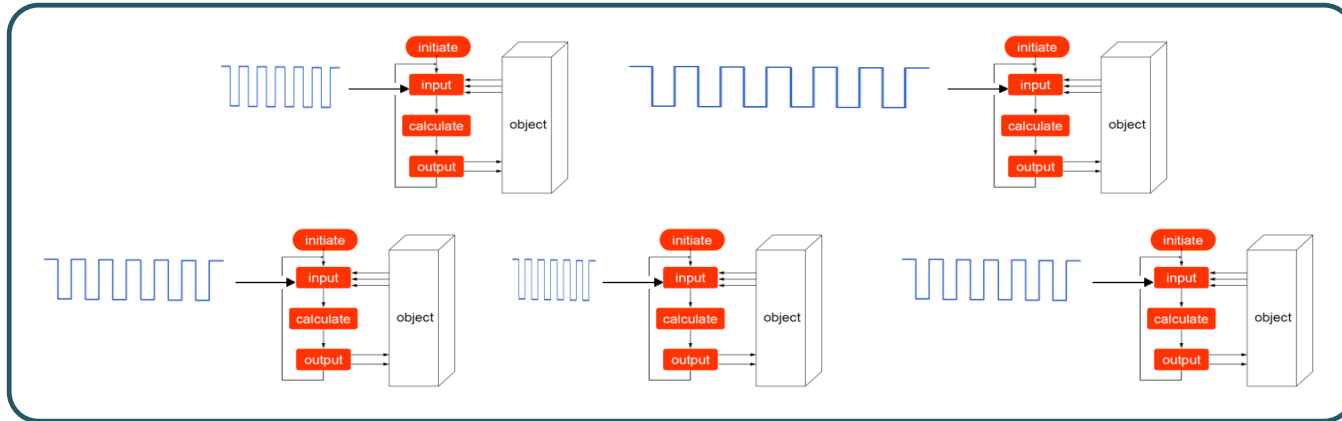 initiate
input
calculate
output
object
initiate
input
calculate
output
object
initiate
input
calculate
output
object
initiate
input
calculate
output
object
initiate
input
calculate
output
object